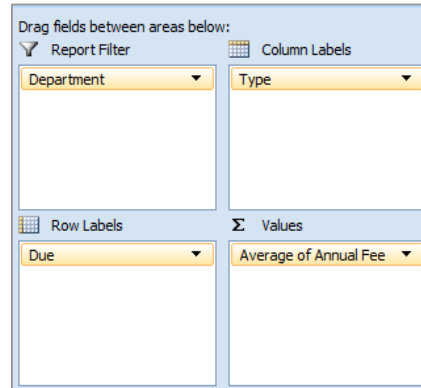 Drag fields between areas below:
Report Filter
Column Labels
Department
Type
Row Labels
Σ Values
Due
Average of Annual Fee